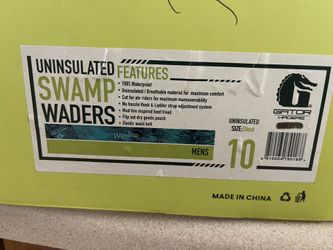 UNINSULATED
SWAMP
WADERS
FEATURES
• 100% Waterproof
• Uninsulated / Breathable material for maximum comfort
• Cut for atv riders for maximum maneuverability
• No hassle Hook & Ladder strap adjustment system
• Mud tire inspired boot tread
• Flip out dry goods pouch
• Elastic waist belt
MENS
GATOR
WADERS
UNINSULATED
SIZE: Stout
10
MADE IN CHINA